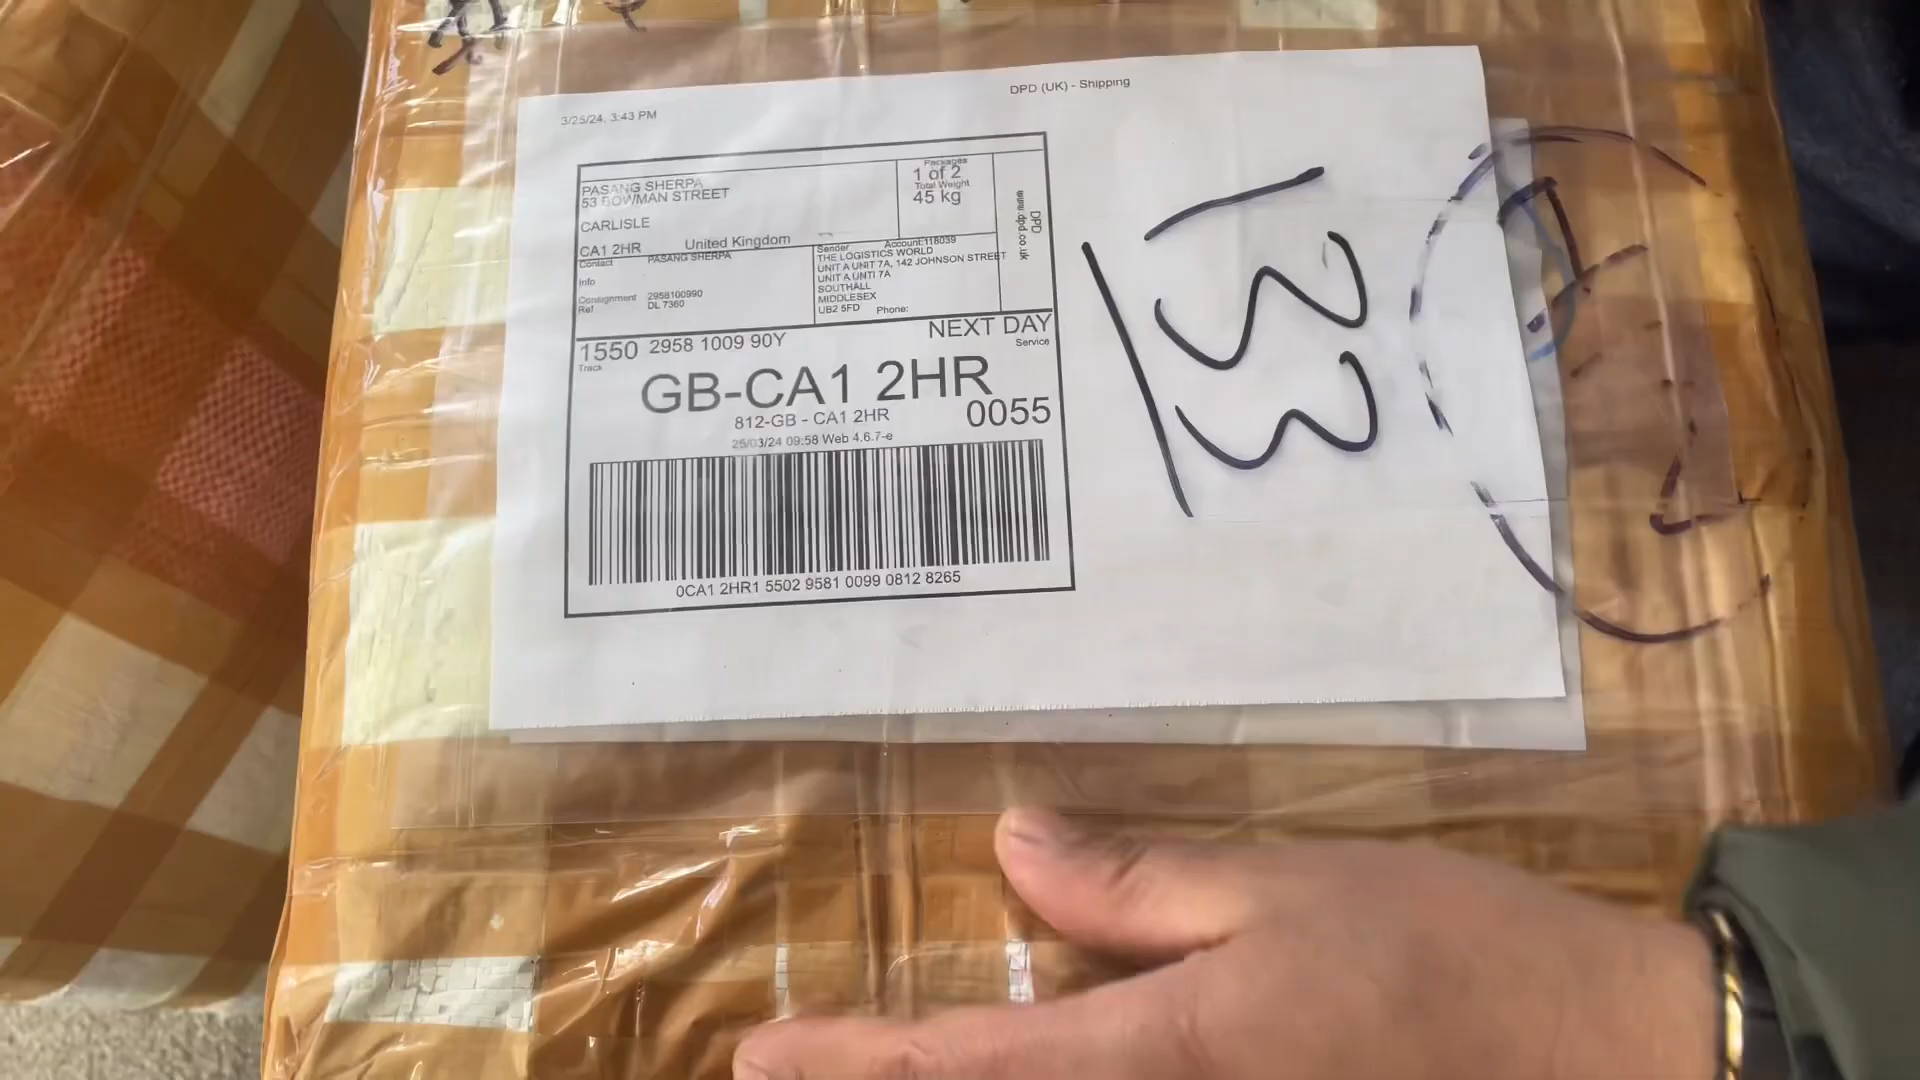 DPD (UK) - Shipping
3/25/24, 3:43 PM
PASANG SHERPA
53 BOWMAN STREET
CARLISLE
CA1 2HR United Kingdom
Packages
1 of 2
Total Weight
45 kg
DPD
www.dpd.co.uk
Contact PASANG SHERPA
Info
Consignment 2958100990
Ref DL 7360
Sender Account:118039
THE LOGISTICS WORLD
UNIT A UNIT 7A, 142 JOHNSON STREET
UNIT A UNTI 7A
SOUTHALL
MIDDLESEX
UB2 5FD Phone:
1550 2958 1009 90Y
Track
NEXT DAY
Service
GB-CA1 2HR
812-GB - CA1 2HR
0055
25/03/24 09:58 Web 4.6.7-e
0CA1 2HR1 5502 9581 0099 0812 8265